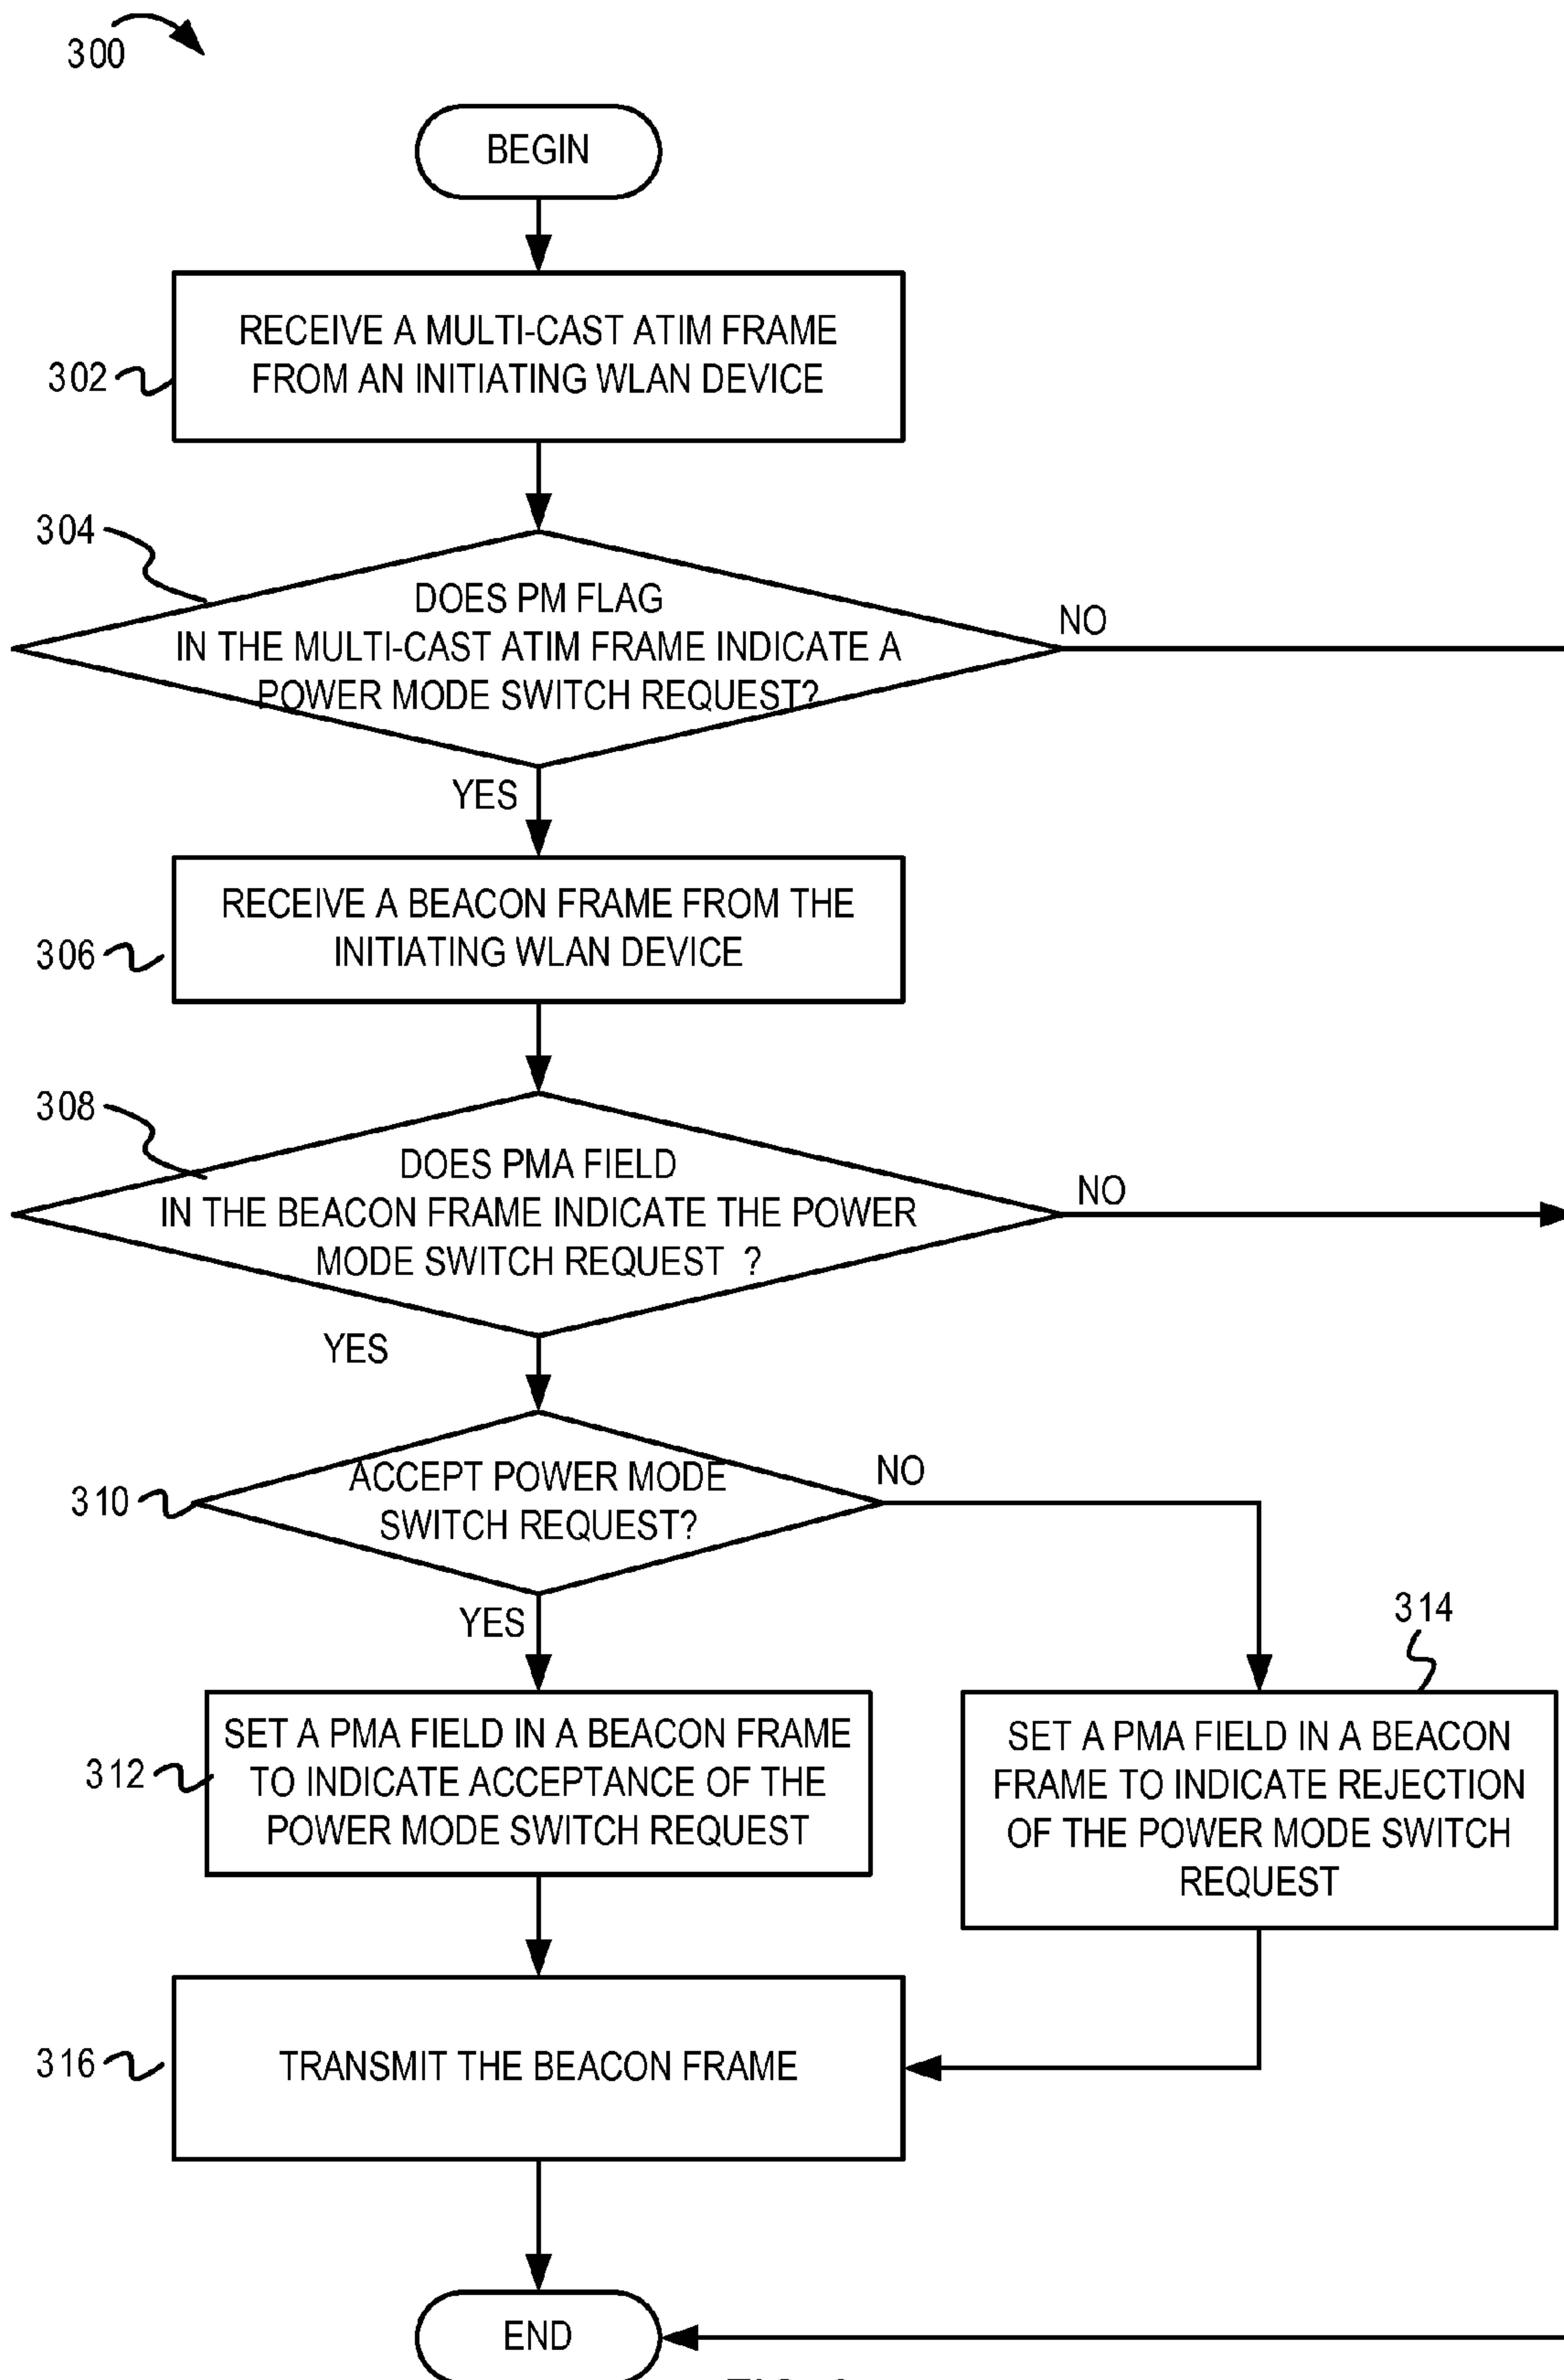 300
BEGIN
RECEIVE A MULTI-CAST ATIM FRAME
FROM AN INITIATING WLAN DEVICE
302
304
DOES PM FLAG
IN THE MULTI-CAST ATIM FRAME INDICATE A
POWER MODE SWITCH REQUEST?
NO
YES
RECEIVE A BEACON FRAME FROM THE
INITIATING WLAN DEVICE
306
308
DOES PMA FIELD
IN THE BEACON FRAME INDICATE THE POWER
MODE SWITCH REQUEST ?
NO
YES
310
ACCEPT POWER MODE
SWITCH REQUEST?
NO
YES
314
SET A PMA FIELD IN A BEACON FRAME
TO INDICATE ACCEPTANCE OF THE
POWER MODE SWITCH REQUEST
312
SET A PMA FIELD IN A BEACON
FRAME TO INDICATE REJECTION
OF THE POWER MODE SWITCH
REQUEST
316
TRANSMIT THE BEACON FRAME
END